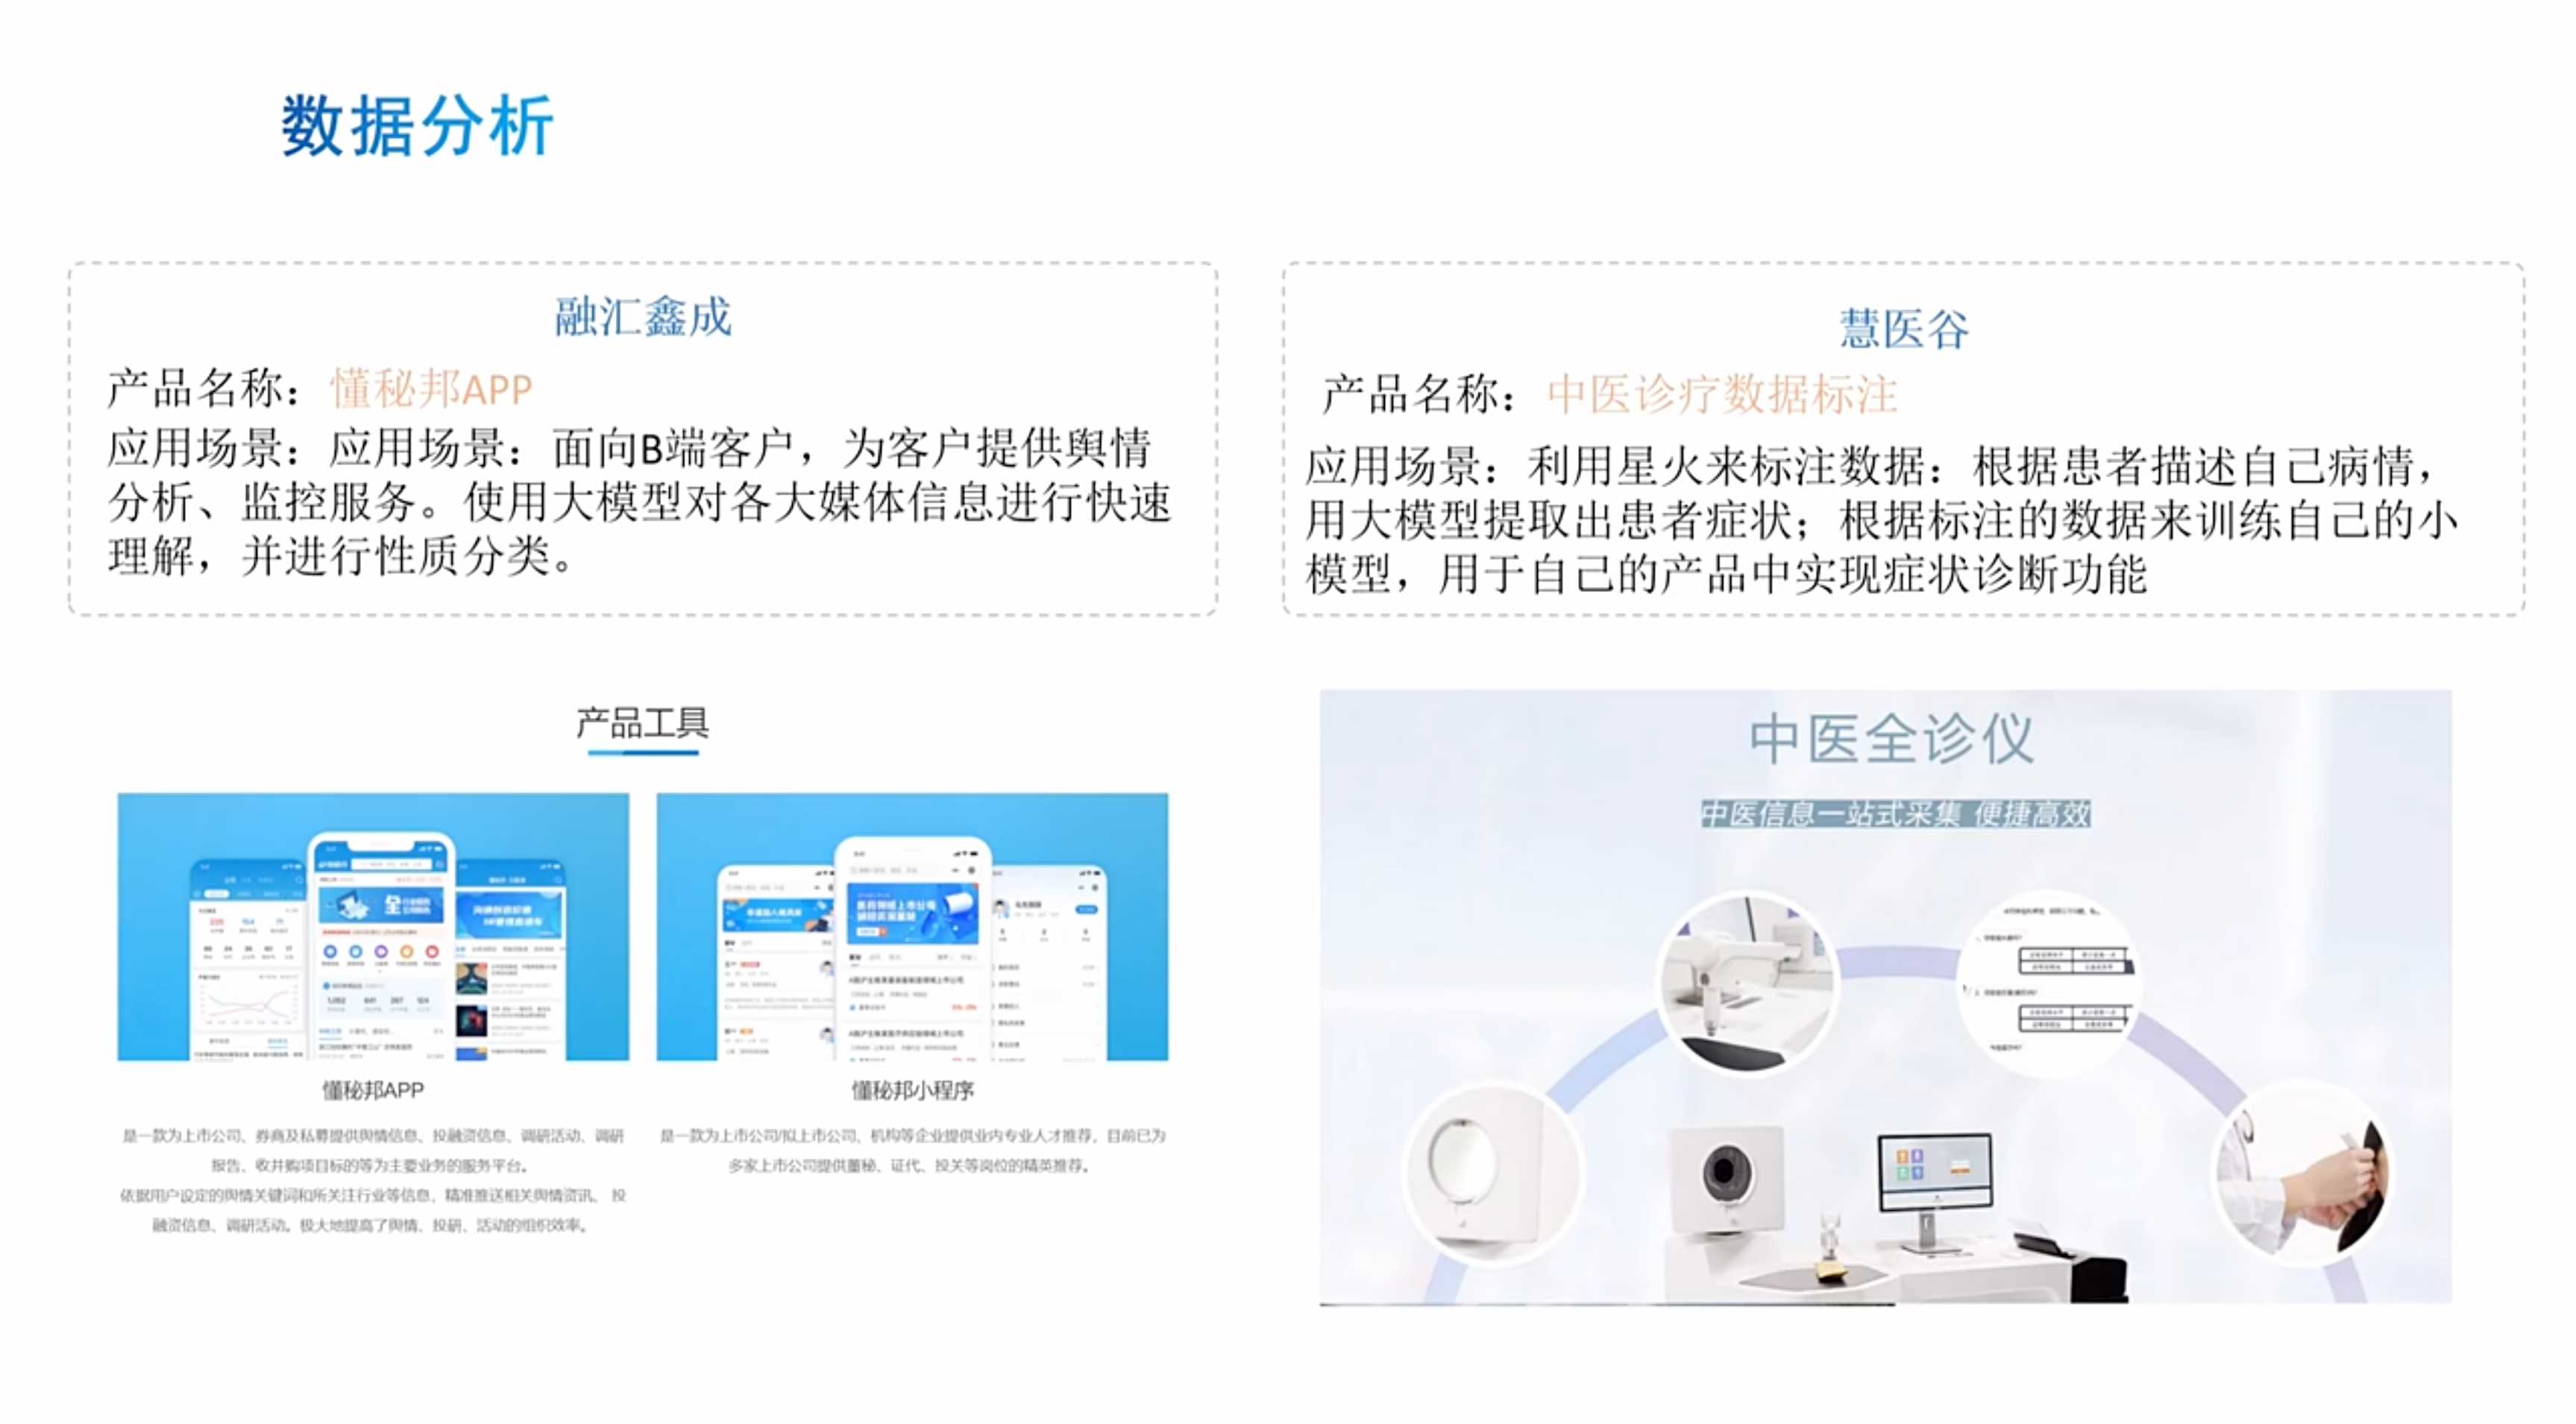 数据分析
融汇鑫成
产品名称：懂秘邦APP
应用场景：应用场景：面向B端客户，为客户提供舆情
分析、监控服务。使用大模型对各大媒体信息进行快速
理解，并进行性质分类。
慧医谷
产品名称：中医诊疗数据标注
应用场景：利用星火来标注数据：根据患者描述自己病情，
用大模型提取出患者症状；根据标注的数据来训练自己的小
模型，用于自己的产品中实现症状诊断功能
产品工具
懂秘邦APP
是一款为上市公司、券商及私募提供舆情信息、投融资信息、调研活动、调研
报告、收并购项目标的等为主要业务的服务平台。
依据用户设定的舆情关键词和所关注行业等信息，精准推送相关舆情资讯、投
融资信息、调研活动。极大地提高了舆情、投研、活动的组织效率。
懂秘邦小程序
是一款为上市公司/拟上市公司、机构等企业提供业内专业人才推荐，目前已为
多家上市公司提供董秘、证代、投关等岗位的精英推荐。
中医全诊仪
中医信息一站式采集 便捷高效